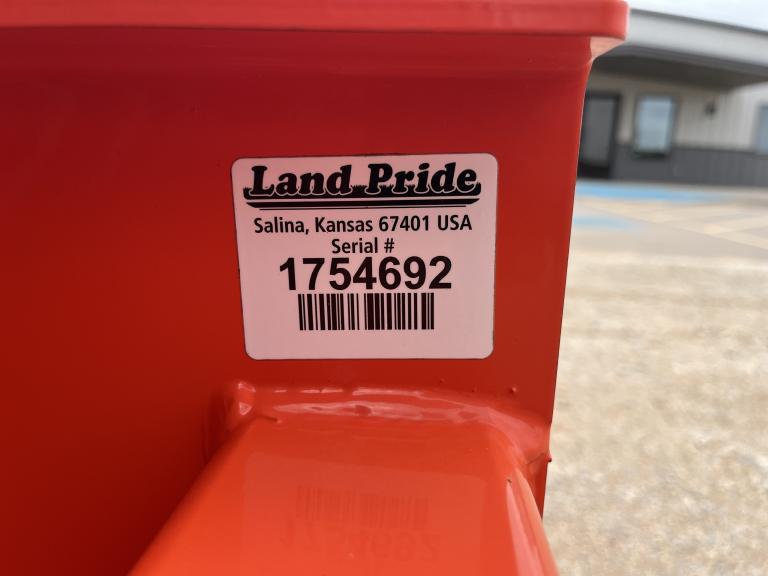 Land Pride
Salina, Kansas 67401 USA
Serial #
1754692